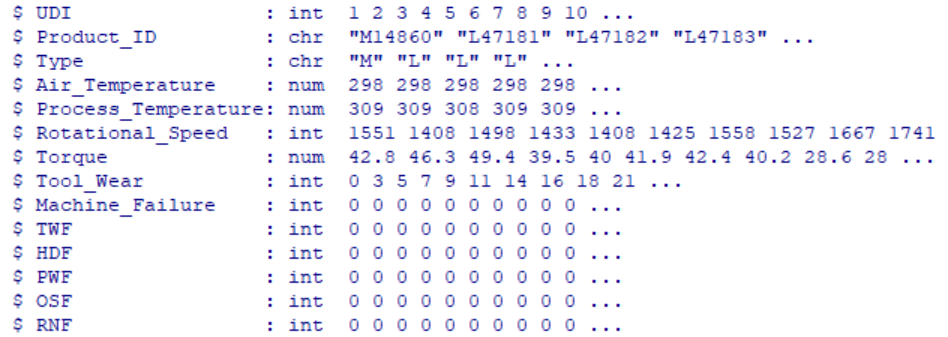 $ UDI                : int  1 2 3 4 5 6 7 8 9 10 ...
$ Product_ID         : chr  "M14860" "L47181" "L47182" "L47183" ...
$ Type               : chr  "M" "L" "L" "L" ...
$ Air_Temperature    : num  298 298 298 298 298 ...
$ Process_Temperature: num  309 309 308 309 309 ...
$ Rotational_Speed   : int  1551 1408 1498 1433 1408 1425 1558 1527 1667 1741
$ Torque             : num  42.8 46.3 49.4 39.5 40 41.9 42.4 40.2 28.6 28 ...
$ Tool_Wear          : int  0 3 5 7 9 11 14 16 18 21 ...
$ Machine_Failure    : int  0 0 0 0 0 0 0 0 0 0 ...
$ TWF                : int  0 0 0 0 0 0 0 0 0 0 ...
$ HDF                : int  0 0 0 0 0 0 0 0 0 0 ...
$ PWF                : int  0 0 0 0 0 0 0 0 0 0 ...
$ OSF                : int  0 0 0 0 0 0 0 0 0 0 ...
$ RNF                : int  0 0 0 0 0 0 0 0 0 0 ...